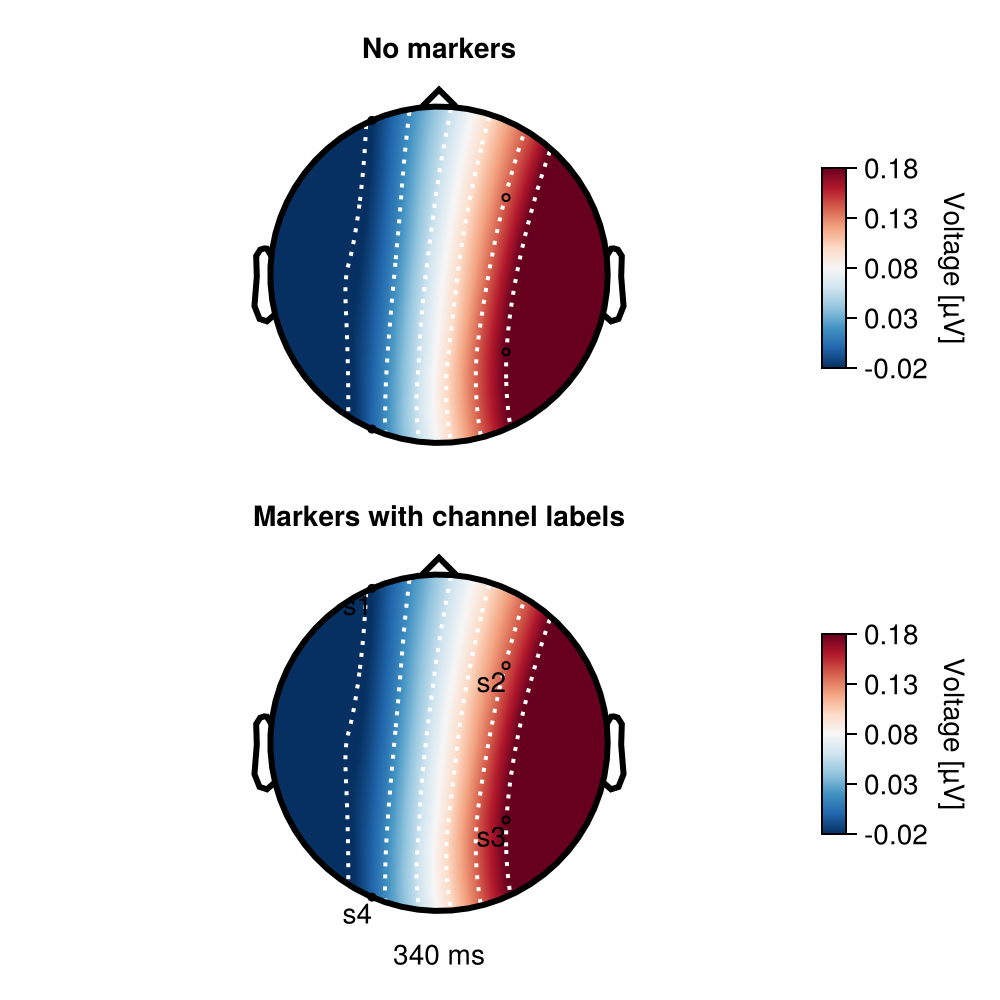 No markers
0.18
0.13
0.08
0.03
-0.02
Voltage [µV]
Markers with channel labels
s1
s2
s3
s4
0.18
0.13
0.08
0.03
-0.02
Voltage [µV]
340 ms